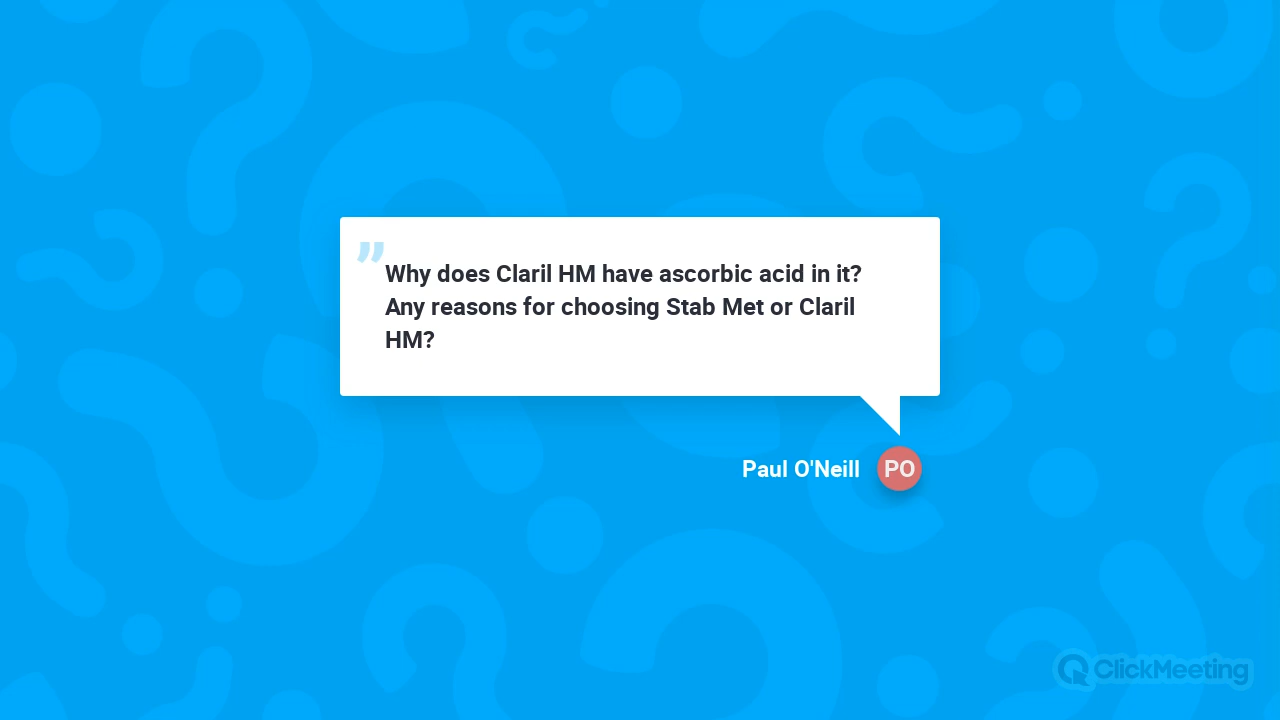 Why does Claril HM have ascorbic acid in it?
Any reasons for choosing Stab Met or Claril
HM?
Paul O'Neill PO
ClickMeeting